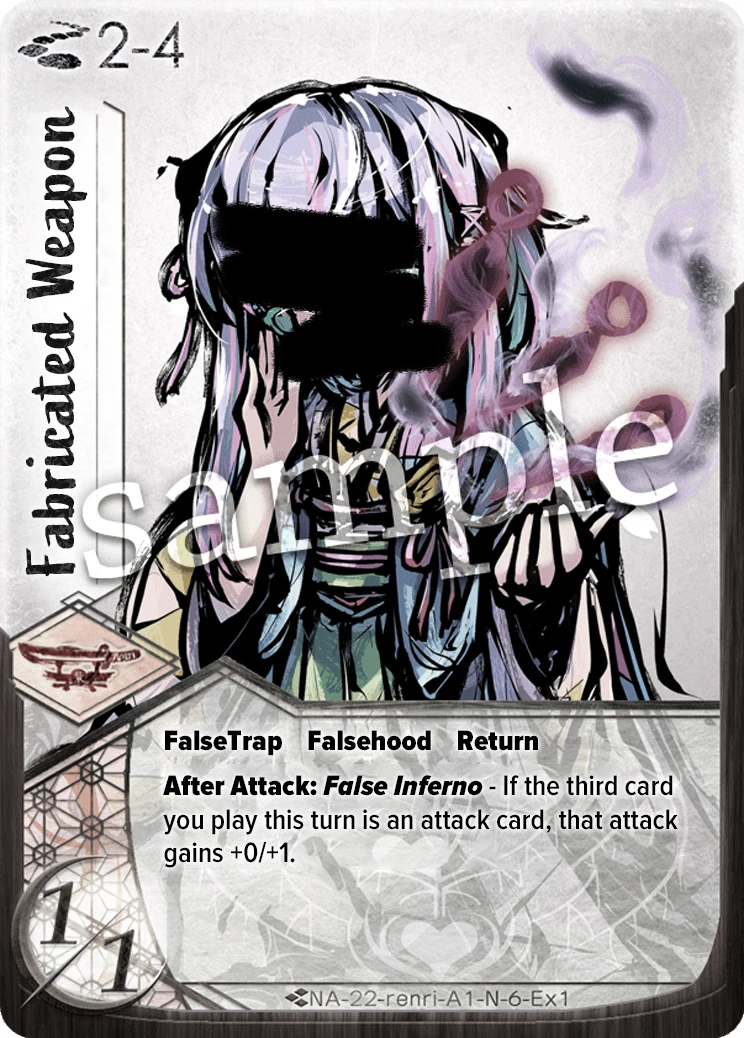 2-4
Fabricated Weapon
sample
FalseTrap Falsehood Return
After Attack: False Inferno - If the third card
you play this turn is an attack card, that attack
gains +0/+1.
1/1
NA-22-renri-A1-N-6-Ex1